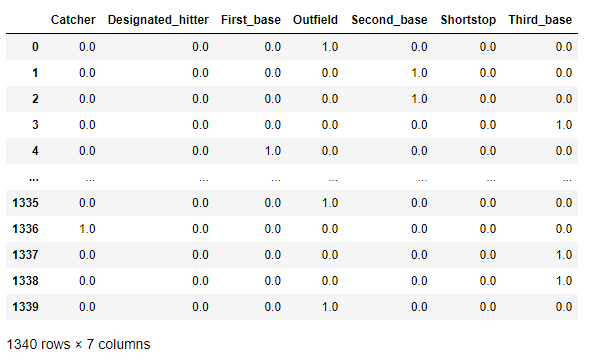 Catcher Designated_hitter First_base Outfield Second_base Shortstop Third_base
0 0.0 0.0 0.0 1.0 0.0 0.0 0.0
1 0.0 0.0 0.0 0.0 1.0 0.0 0.0
2 0.0 0.0 0.0 0.0 1.0 0.0 0.0
3 0.0 0.0 0.0 0.0 0.0 0.0 1.0
4 0.0 0.0 1.0 0.0 0.0 0.0 0.0
... ... ... ... ... ... ... ...
1335 0.0 0.0 0.0 1.0 0.0 0.0 0.0
1336 1.0 0.0 0.0 0.0 0.0 0.0 0.0
1337 0.0 0.0 0.0 0.0 0.0 0.0 1.0
1338 0.0 0.0 0.0 0.0 0.0 0.0 1.0
1339 0.0 0.0 0.0 1.0 0.0 0.0 0.0
1340 rows × 7 columns